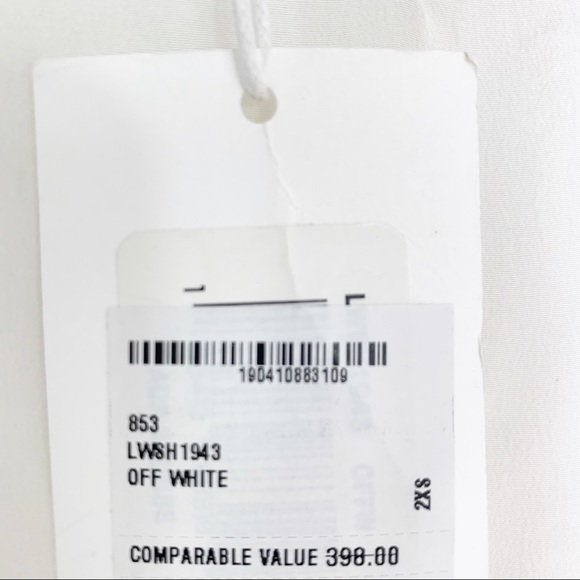 190410883109
853
LWSH1943
OFF WHITE
2XS
COMPARABLE VALUE 398.00